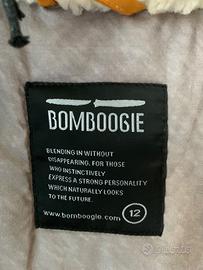 BOMBOOGIE
BLENDING IN WITHOUT
DISAPPEARING. FOR THOSE
WHO INSTINCTIVELY
EXPRESS A STRONG PERSONALITY
WHICH NATURALLY LOOKS
TO THE FUTURE.
www.bomboogie.com 12
SUBITO